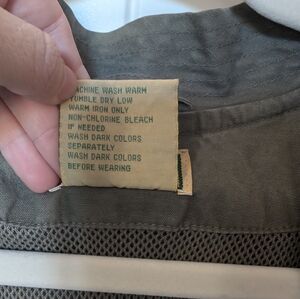 MACHINE WASH WARM
TUMBLE DRY LOW
WARM IRON ONLY
NON-CHLORINE BLEACH
IF NEEDED
WASH DARK COLORS
SEPARATELY
WASH DARK COLORS
BEFORE WEARING